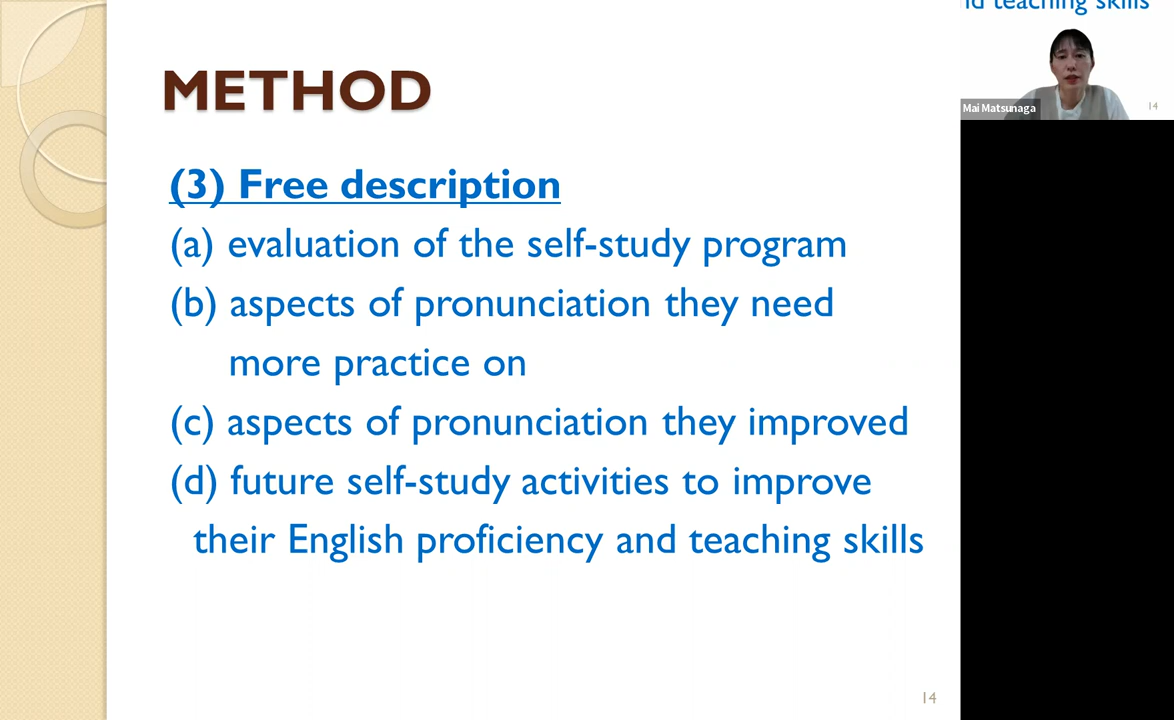 METHOD
(3) Free description
(a) evaluation of the self-study program
(b) aspects of pronunciation they need
more practice on
(c) aspects of pronunciation they improved
(d) future self-study activities to improve
their English proficiency and teaching skills
14
teaching skills
Mai Matsunaga
14